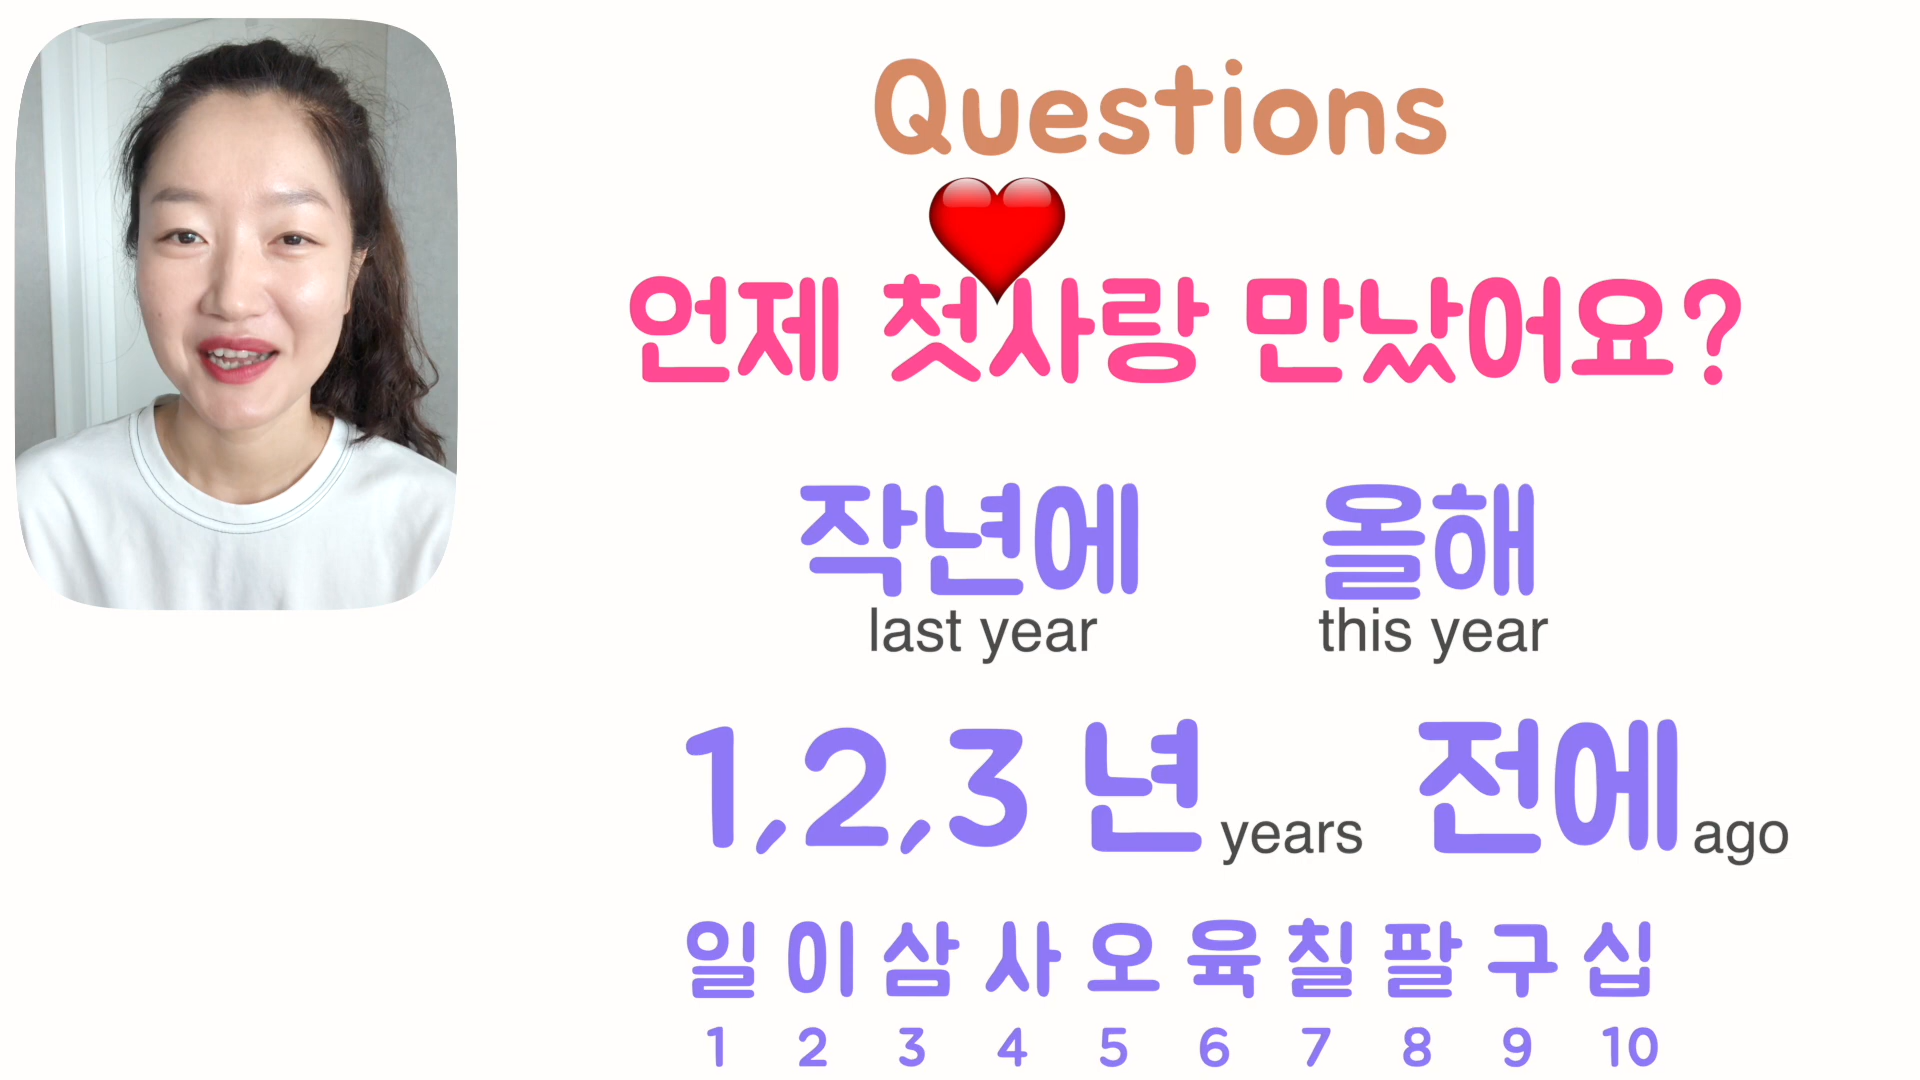 Questions
언제 첫사랑 만났어요?
작년에 올해
last year this year
1,2,3 년 years 전에 ago
일 이 삼 사 오 육 칠 팔 구 십
1 2 3 4 5 6 7 8 9 10